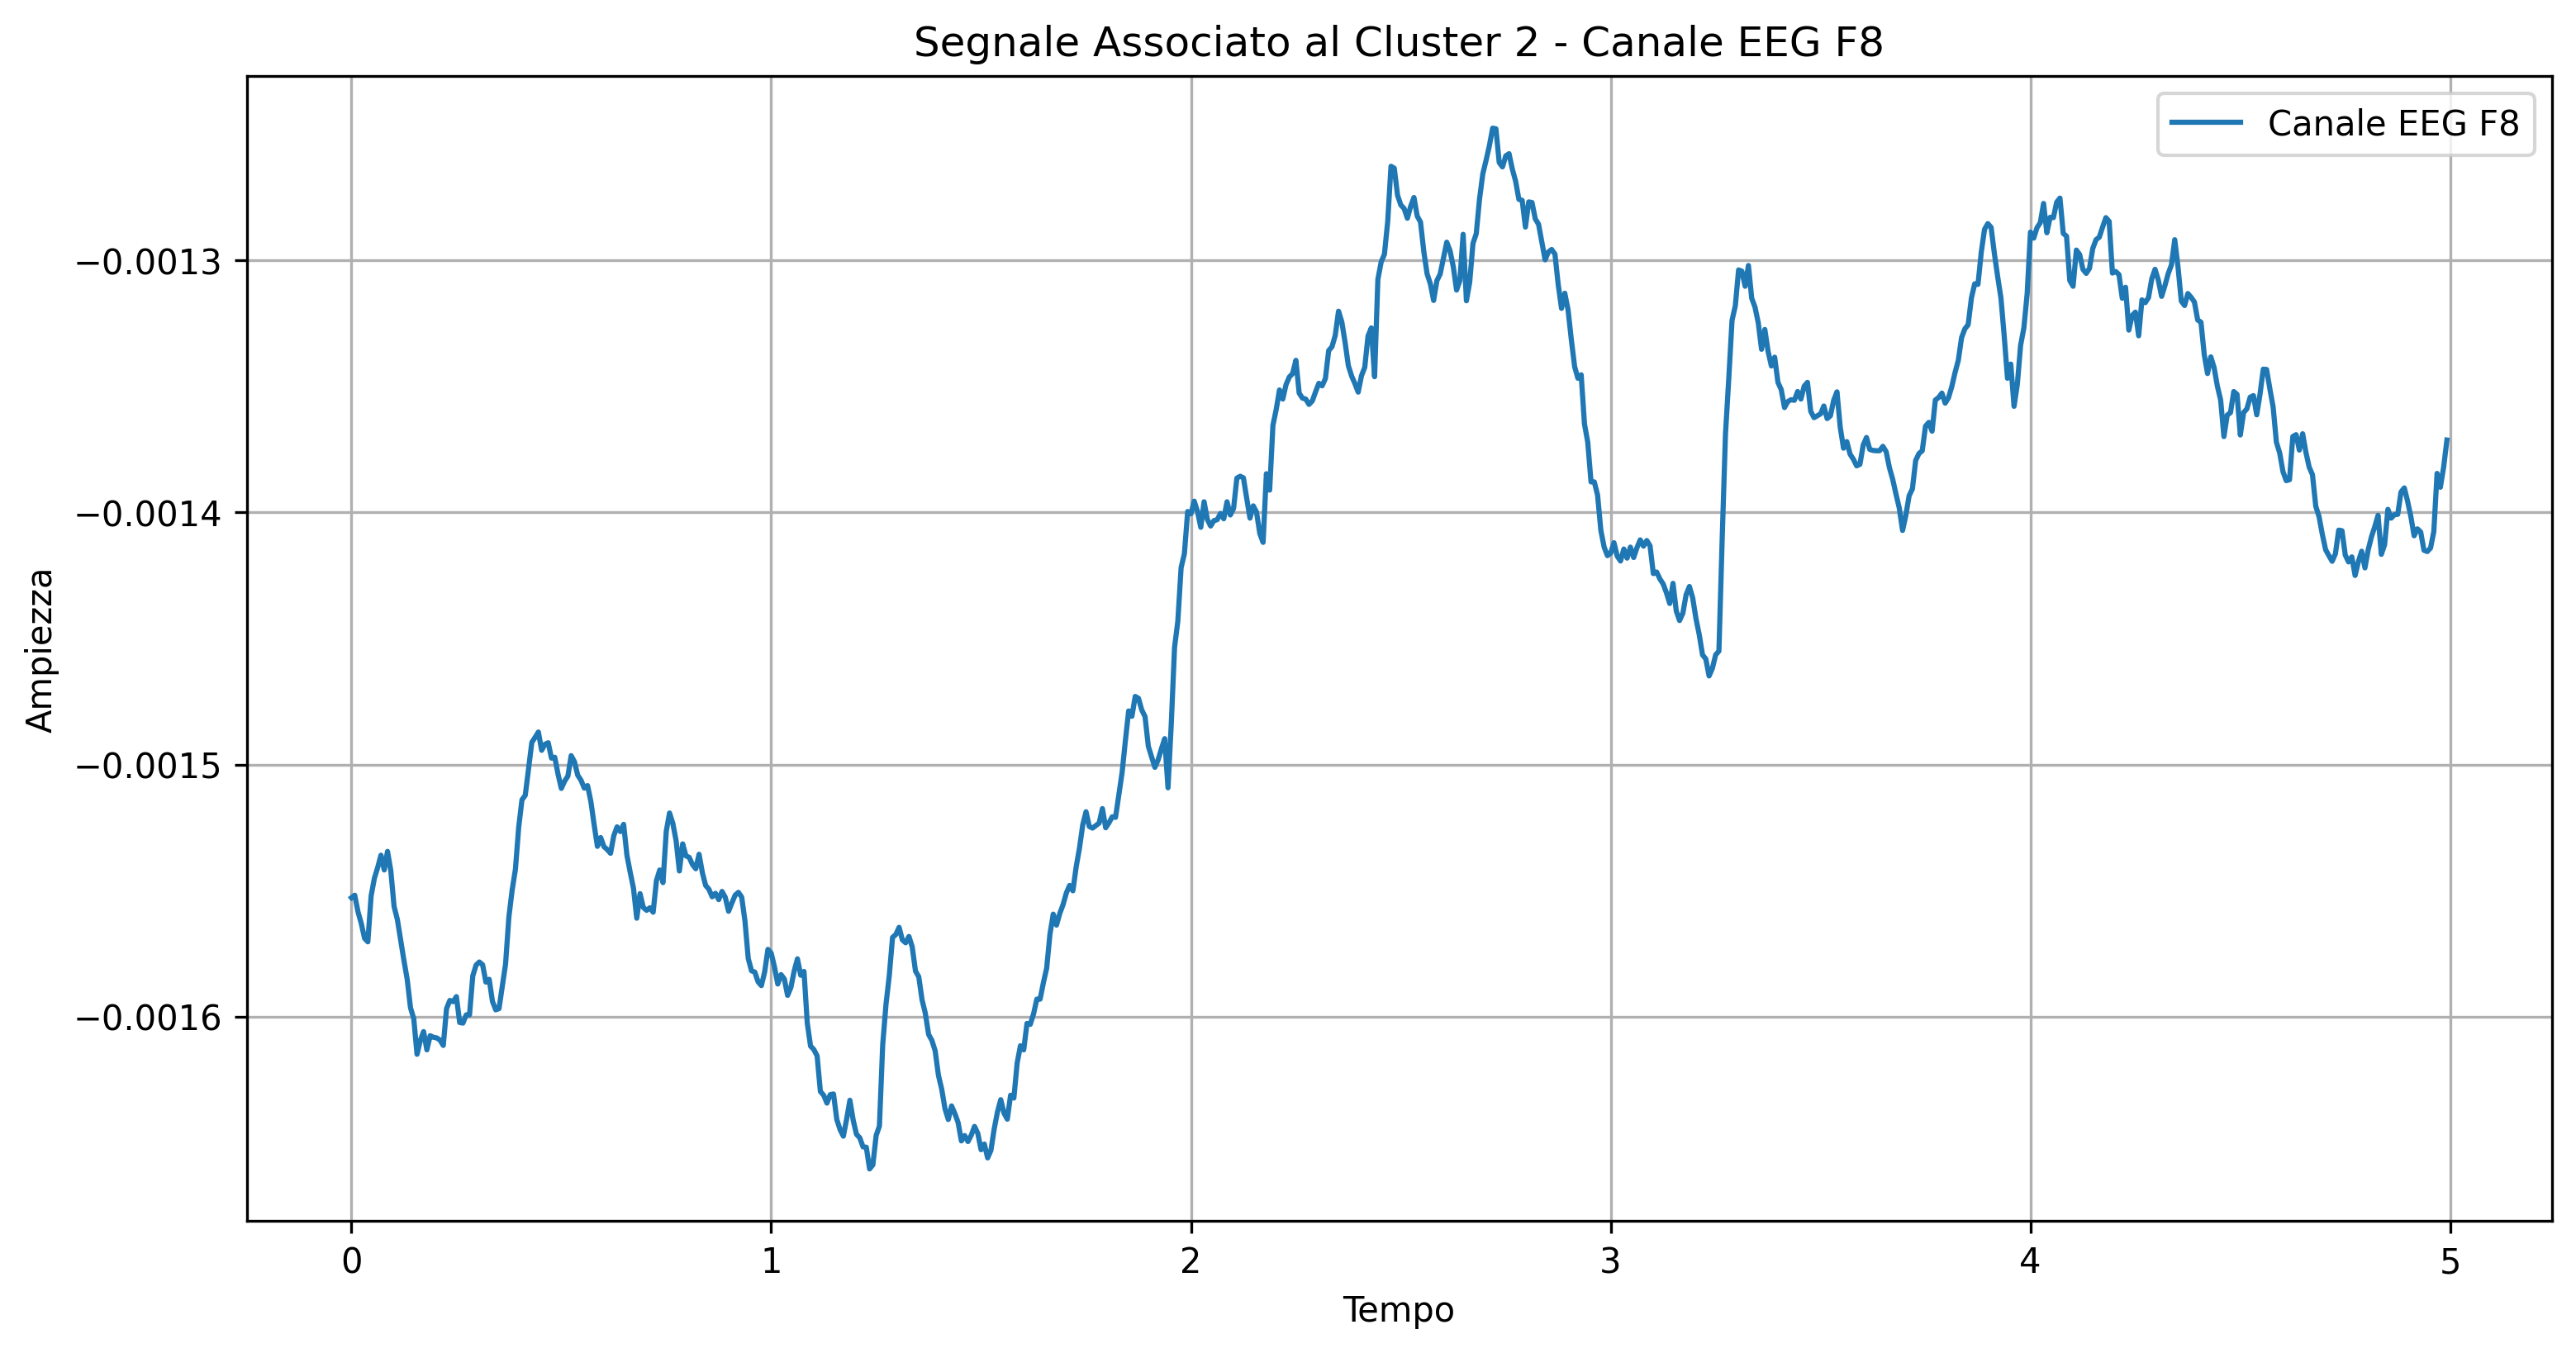 Segnale Associato al Cluster 2 - Canale EEG F8
Canale EEG F8
Ampiezza
−0.0013
−0.0014
−0.0015
−0.0016
0 1 2 3 4 5
Tempo